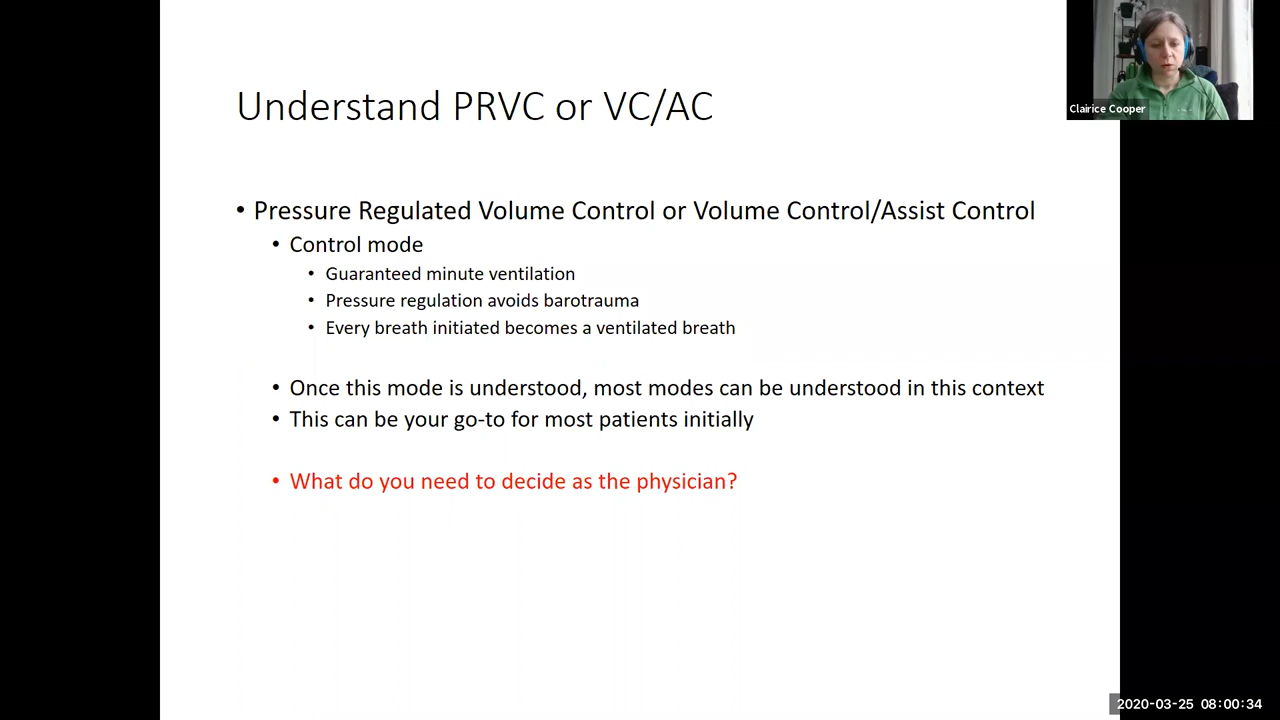 Understand PRVC or VC/AC
Clairice Cooper
• Pressure Regulated Volume Control or Volume Control/Assist Control
• Control mode
• Guaranteed minute ventilation
• Pressure regulation avoids barotrauma
• Every breath initiated becomes a ventilated breath
• Once this mode is understood, most modes can be understood in this context
• This can be your go-to for most patients initially
• What do you need to decide as the physician?
2020-03-25 08:00:34